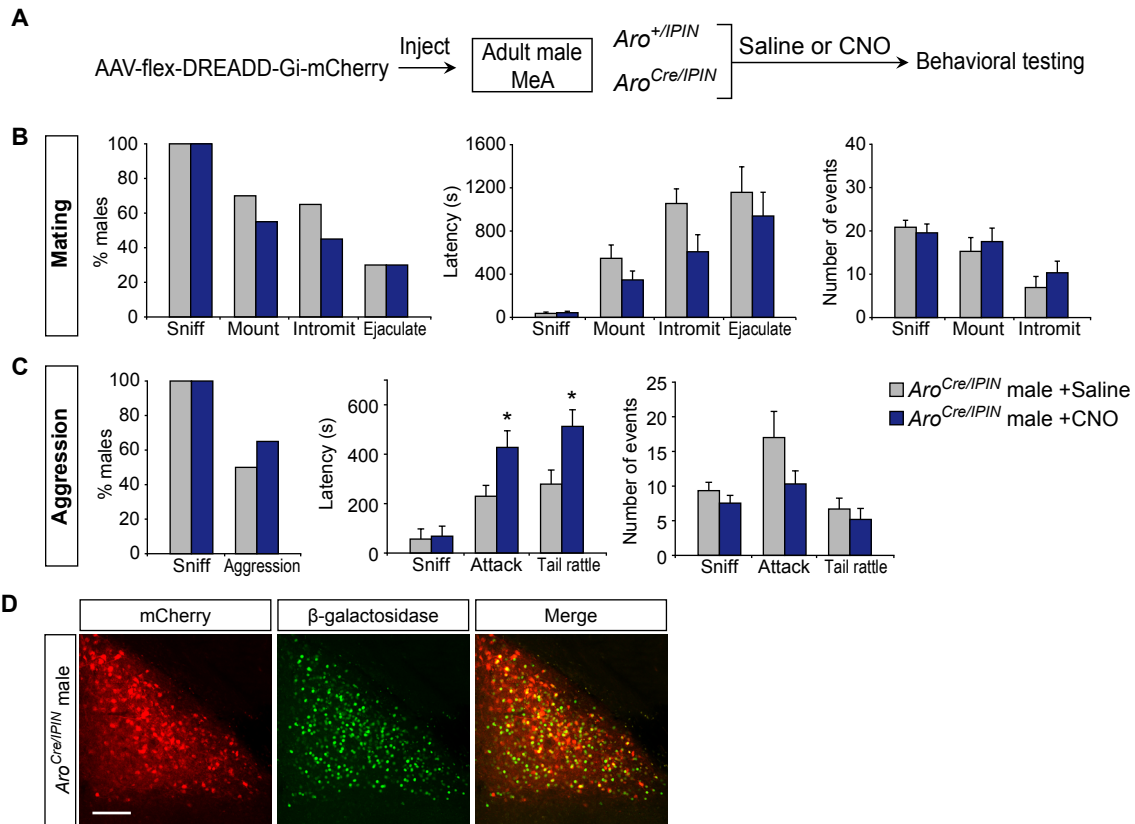 A
AAV-flex-DREADD-Gi-mCherry
Inject
Adult male
MeA
Aro+/IPIN
AroCre/IPIN
Saline or CNO
Behavioral testing
B
Mating
% males
100
80
60
40
20
0
Sniff Mount Intromit Ejaculate
Latency (s)
1600
1200
800
400
0
Sniff Mount Intromit Ejaculate
Number of events
40
30
20
10
0
Sniff Mount Intromit
C
Aggression
% males
100
80
60
40
20
0
Sniff Aggression
Latency (s)
600
400
200
0
* *
Sniff Attack Tail rattle
Number of events
25
20
15
10
5
0
Sniff Attack Tail rattle
AroCre/IPIN male +Saline
AroCre/IPIN male +CNO
D
mCherry β-galactosidase Merge
AroCre/IPIN male